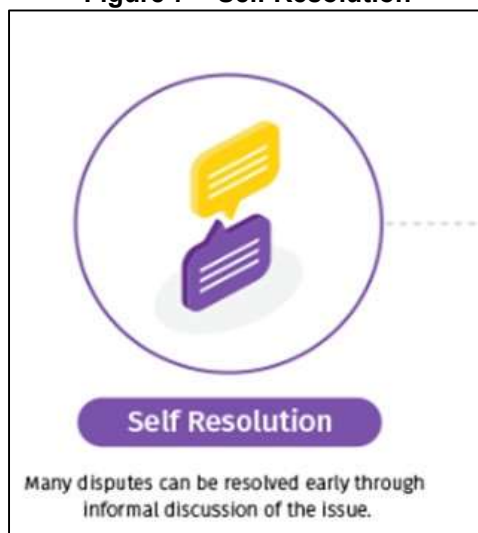 Self Resolution
Many disputes can be resolved early through
informal discussion of the issue.